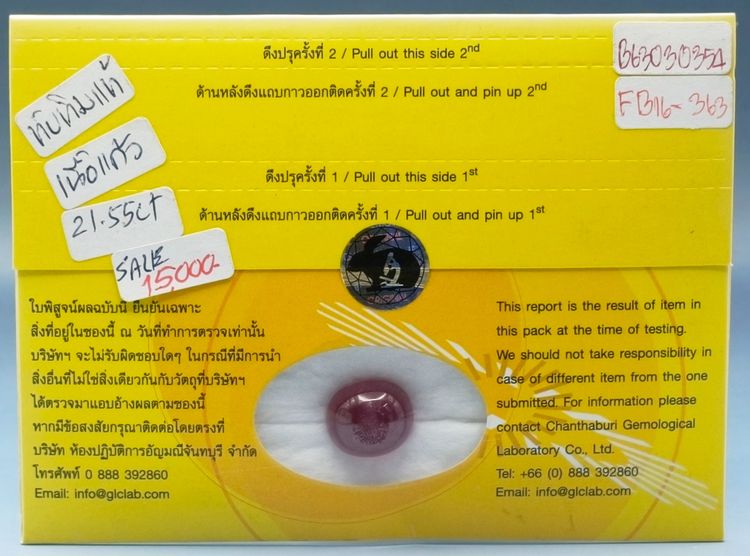 ดึงปรุครั้งที่ 2 / Pull out this side 2nd
ด้านหลังดึงแถบกาวออกติดครั้งที่ 2 / Pull out and pin up 2nd
B6303035A
FB16-363
ทับทิมแท้
เนื้อแก้ว
21.55ct
SALE
15,000-
ดึงปรุครั้งที่ 1 / Pull out this side 1st
ด้านหลังดึงแถบกาวออกติดครั้งที่ 1 / Pull out and pin up 1st
ใบพิสูจน์ผลฉบับนี้ ยืนยันเฉพาะ
สิ่งที่อยู่ในซองนี้ ณ วันที่ทำการตรวจเท่านั้น
บริษัทฯ จะไม่รับผิดชอบใดๆ ในกรณีที่มีการนำ
สิ่งอื่นที่ไม่ใช่สิ่งเดียวกันกับวัตถุที่บริษัทฯ
ได้ตรวจมาแอบอ้างผลตามซองนี้
หากมีข้อสงสัยกรุณาติดต่อโดยตรงที่
บริษัท ห้องปฏิบัติการอัญมณีจันทบุรี จำกัด
โทรศัพท์ 0 888 392860
Email: info@glclab.com
This report is the result of item in
this pack at the time of testing.
We should not take responsibility in
case of different item from the one
submitted. For information please
contact Chanthaburi Gemological
Laboratory Co., Ltd.
Tel: +66 (0) 888 392860
Email: info@glclab.com